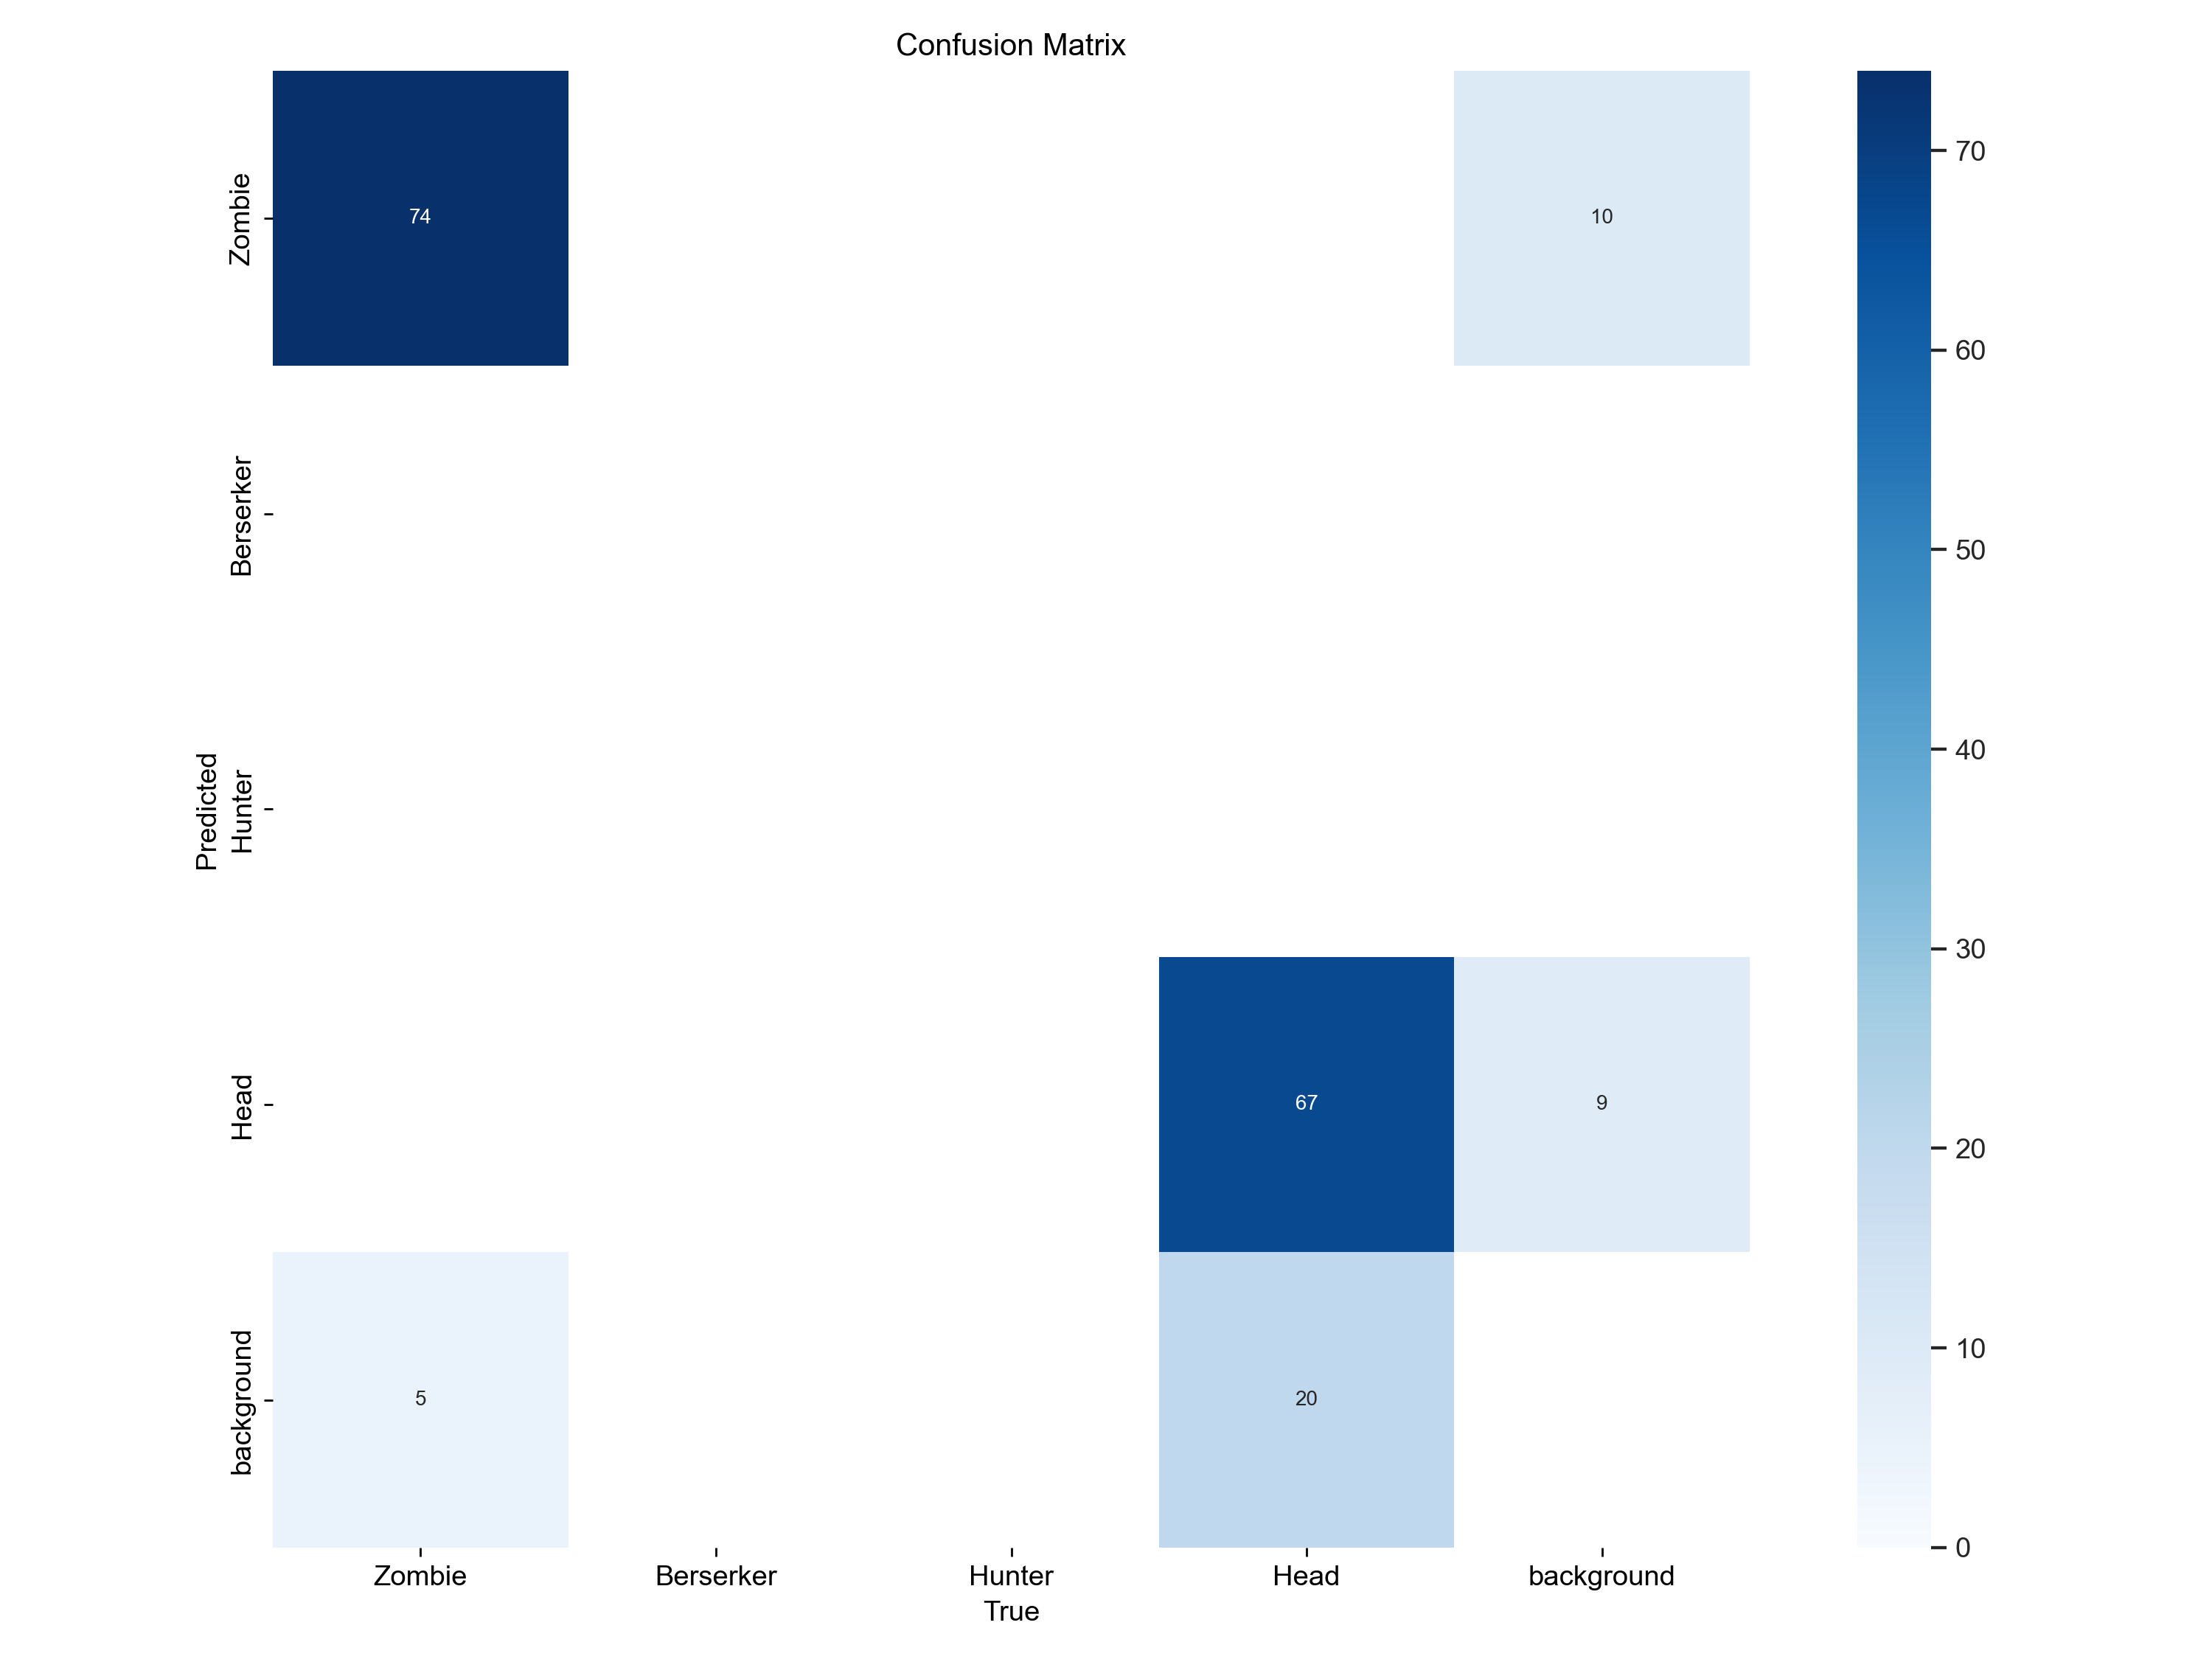 Confusion Matrix
Zombie
Berserker
Hunter
Head
background
Predicted
74
10
67
9
5
20
Zombie
Berserker
Hunter
Head
background
True
70
60
50
40
30
20
10
0